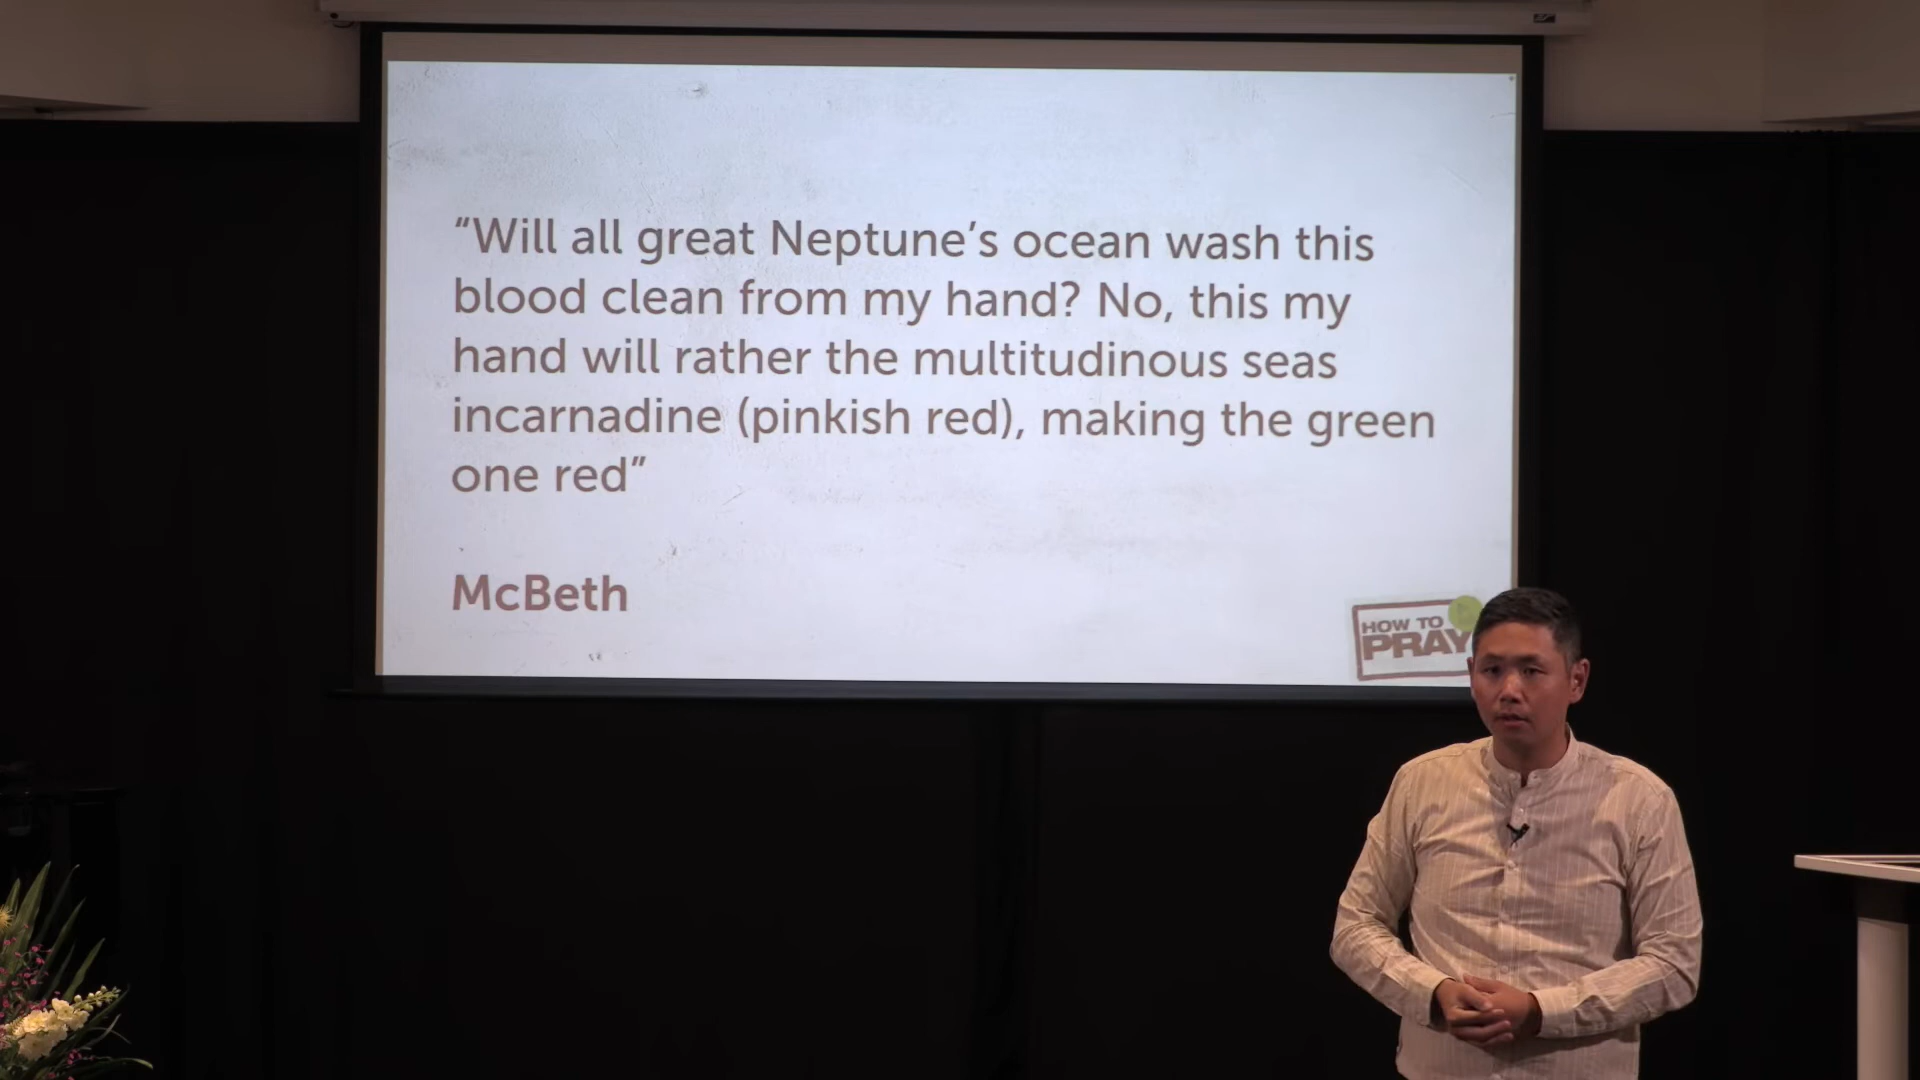 “Will all great Neptune’s ocean wash this
blood clean from my hand? No, this my
hand will rather the multitudinous seas
incarnadine (pinkish red), making the green
one red”
McBeth
HOW TO
PRAY